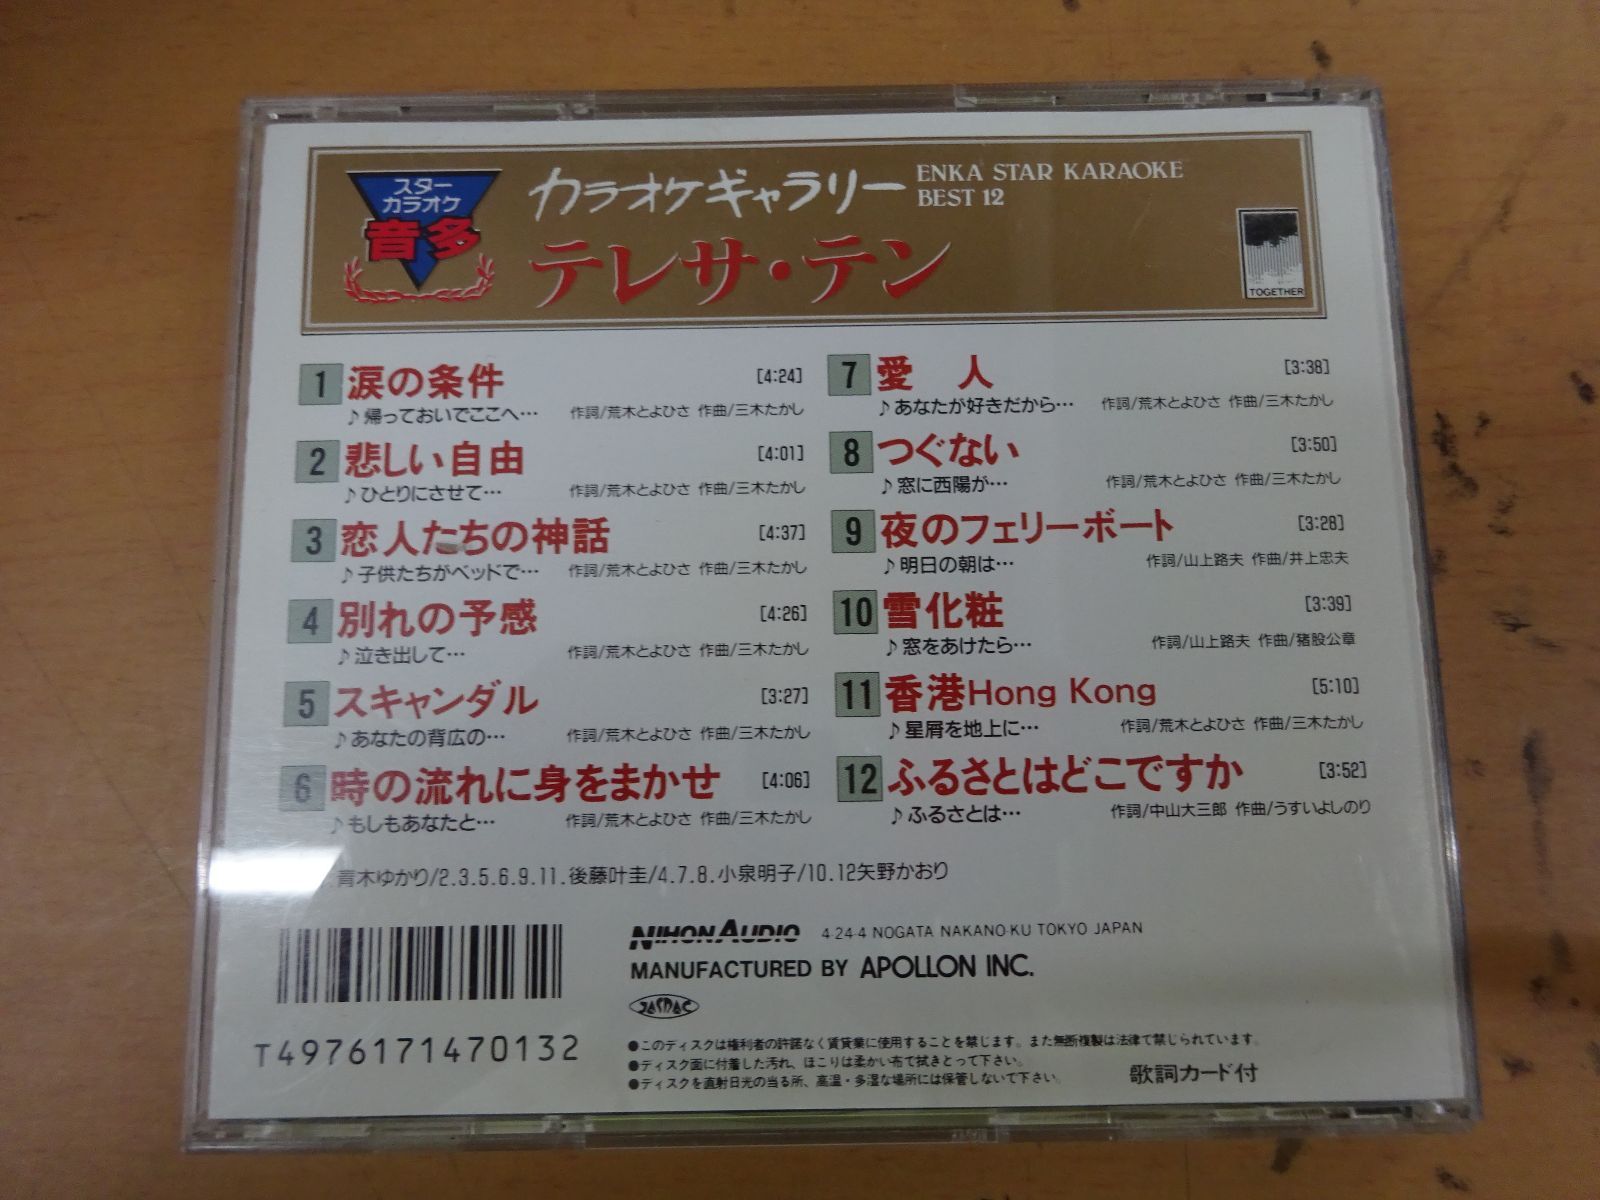 スター
カラオケ
音多
カラオケギャラリー
ENKA STAR KARAOKE
BEST 12
テレサ・テン
TOGETHER
1 涙の条件 [4:24]
♪帰っておいでここへ… 作詞/荒木とよひさ 作曲/三木たかし
2 悲しい自由 [4:01]
♪ひとりにさせて… 作詞/荒木とよひさ 作曲/三木たかし
3 恋人たちの神話 [4:37]
♪子供たちがベッドで… 作詞/荒木とよひさ 作曲/三木たかし
4 別れの予感 [4:26]
♪泣き出して… 作詞/荒木とよひさ 作曲/三木たかし
5 スキャンダル [3:27]
♪あなたの背広の… 作詞/荒木とよひさ 作曲/三木たかし
6 時の流れに身をまかせ [4:06]
♪もしもあなたと… 作詞/荒木とよひさ 作曲/三木たかし
7 愛 人 [3:38]
♪あなたが好きだから… 作詞/荒木とよひさ 作曲/三木たかし
8 つぐない [3:50]
♪窓に西陽が… 作詞/荒木とよひさ 作曲/三木たかし
9 夜のフェリーボート [3:28]
♪明日の朝は… 作詞/山上路夫 作曲/井上忠夫
10 雪化粧 [3:39]
♪窓をあけたら… 作詞/山上路夫 作曲/猪股公章
11 香港Hong Kong [5:10]
♪星屑を地上に… 作詞/荒木とよひさ 作曲/三木たかし
12 ふるさとはどこですか [3:52]
♪ふるさとは… 作詞/中山大三郎 作曲/うすいよしのり
青木ゆかり/2.3.5.6.9.11.後藤叶圭/4.7.8.小泉明子/10.12矢野かおり
NIHON AUDIO 4-24-4 NOGATA NAKANO-KU TOKYO JAPAN
MANUFACTURED BY APOLLON INC.
JASRAC
T4976171470132
●このディスクは権利者の許諾なく賃貸業に使用することを禁じます。また無断複製は法律で禁じられています。
●ディスク面に付着した汚れ、ほこりは柔かい布で拭きとって下さい。
●ディスクを直射日光の当る所、高温・多湿な場所には保管しないで下さい。
歌詞カード付